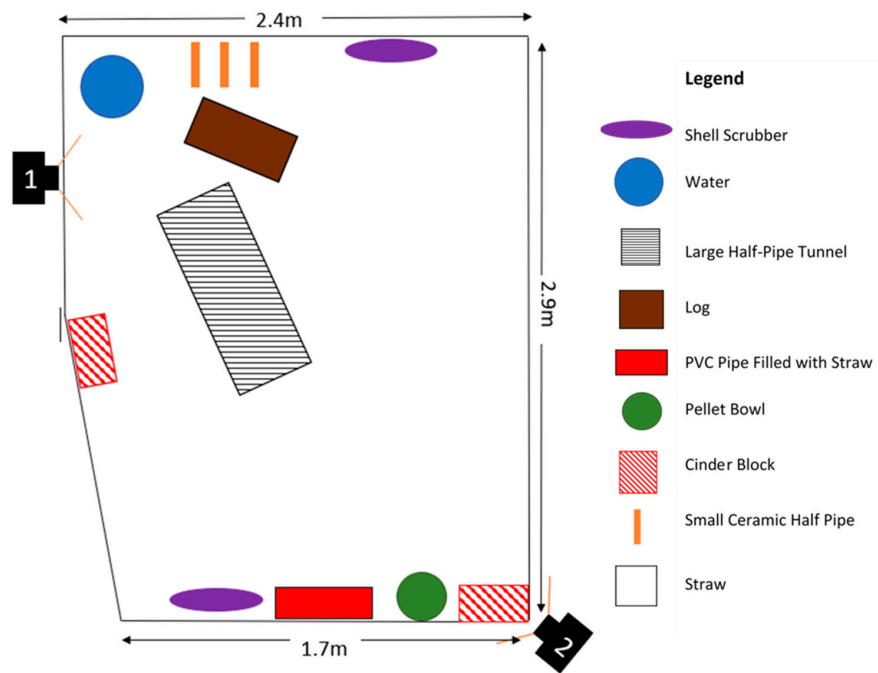 2.4m
1
2.9m
1.7m
2
Legend
Shell Scrubber
Water
Large Half-Pipe Tunnel
Log
PVC Pipe Filled with Straw
Pellet Bowl
Cinder Block
Small Ceramic Half Pipe
Straw